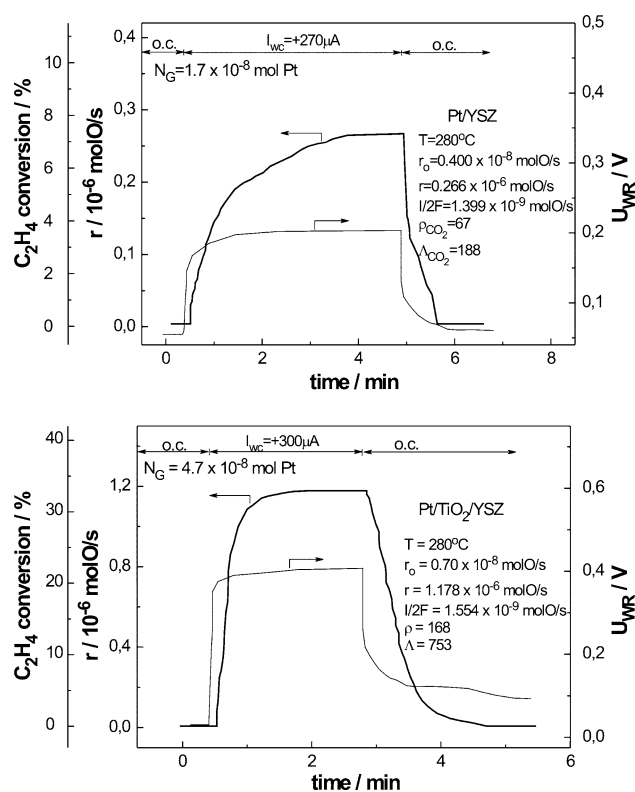 o.c. I_WC=+270μA o.c.
N_G=1.7 x 10⁻⁸ mol Pt
C₂H₄ conversion / %
10
8
6
4
2
0
r / 10⁻⁶ molO/s
0,4
0,3
0,2
0,1
0,0
Pt/YSZ
T=280°C
r_o=0.400 x 10⁻⁸ molO/s
r=0.266 x 10⁻⁶ molO/s
I/2F=1.399 x 10⁻⁹ molO/s
ρ_CO₂=67
Λ_CO₂=188
0,5
0,4
0,3
0,2
0,1
U_WR / V
0 2 4 6 8
time / min
o.c. I_WC=+300μA o.c.
N_G = 4.7 x 10⁻⁸ mol Pt
C₂H₄ conversion / %
40
30
20
10
0
r / 10⁻⁶ molO/s
1,2
0,8
0,4
0,0
Pt/TiO₂/YSZ
T = 280°C
r_o = 0.70 x 10⁻⁸ molO/s
r = 1.178 x 10⁻⁶ molO/s
I/2F = 1.554 x 10⁻⁹ molO/s
ρ = 168
Λ = 753
0,6
0,4
0,2
0,0
U_WR / V
0 2 4 6
time / min